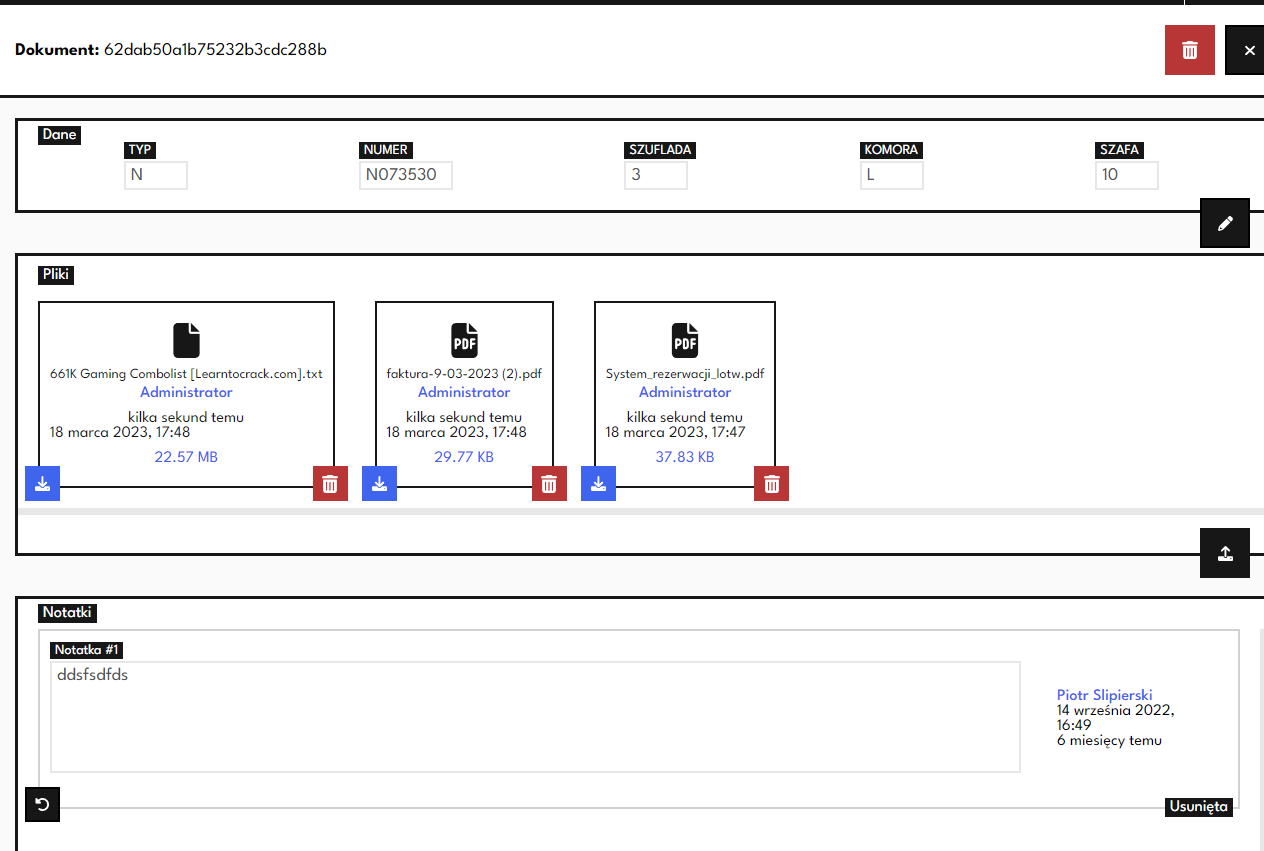 Dokument: 62dab50a1b75232b3cdc288b
Dane
TYP
N
NUMER
N073530
SZUFLADA
3
KOMORA
L
SZAFA
10
Pliki
661K Gaming Combolist [Learntocrack.com].txt
Administrator
kilka sekund temu
18 marca 2023, 17:48
22.57 MB
PDF
faktura-9-03-2023 (2).pdf
Administrator
kilka sekund temu
18 marca 2023, 17:48
29.77 KB
PDF
System_rezerwacji_lotw.pdf
Administrator
kilka sekund temu
18 marca 2023, 17:47
37.83 KB
Notatki
Notatka #1
ddsfsdfds
Piotr Slipierski
14 września 2022,
16:49
6 miesięcy temu
Usunięta